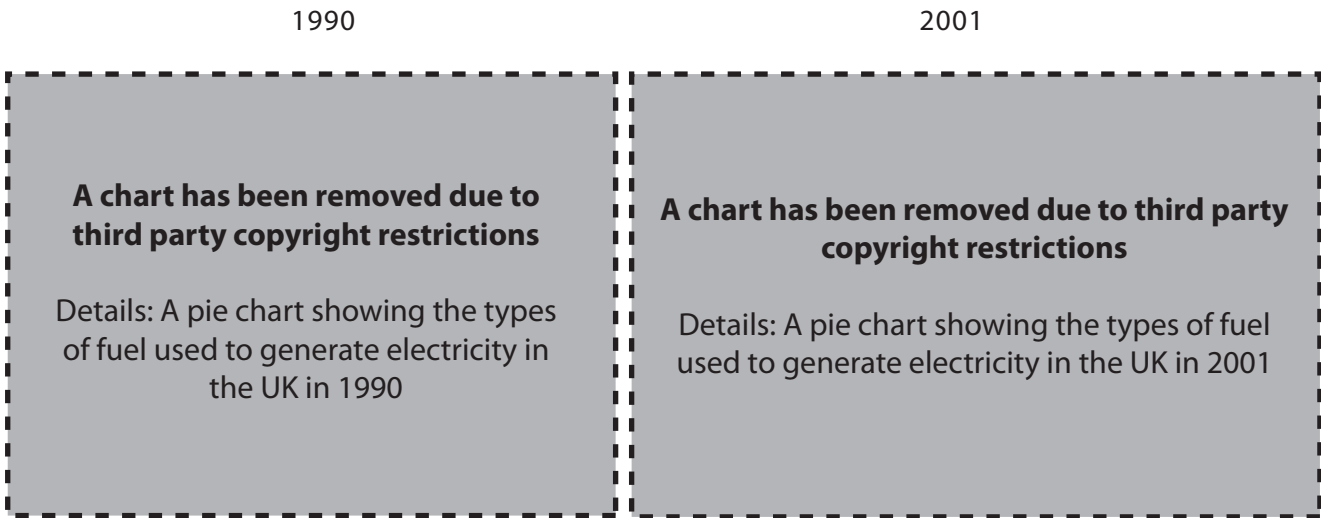 1990
2001
A chart has been removed due to
third party copyright restrictions
Details: A pie chart showing the types
of fuel used to generate electricity in
the UK in 1990
A chart has been removed due to third party
copyright restrictions
Details: A pie chart showing the types of fuel
used to generate electricity in the UK in 2001